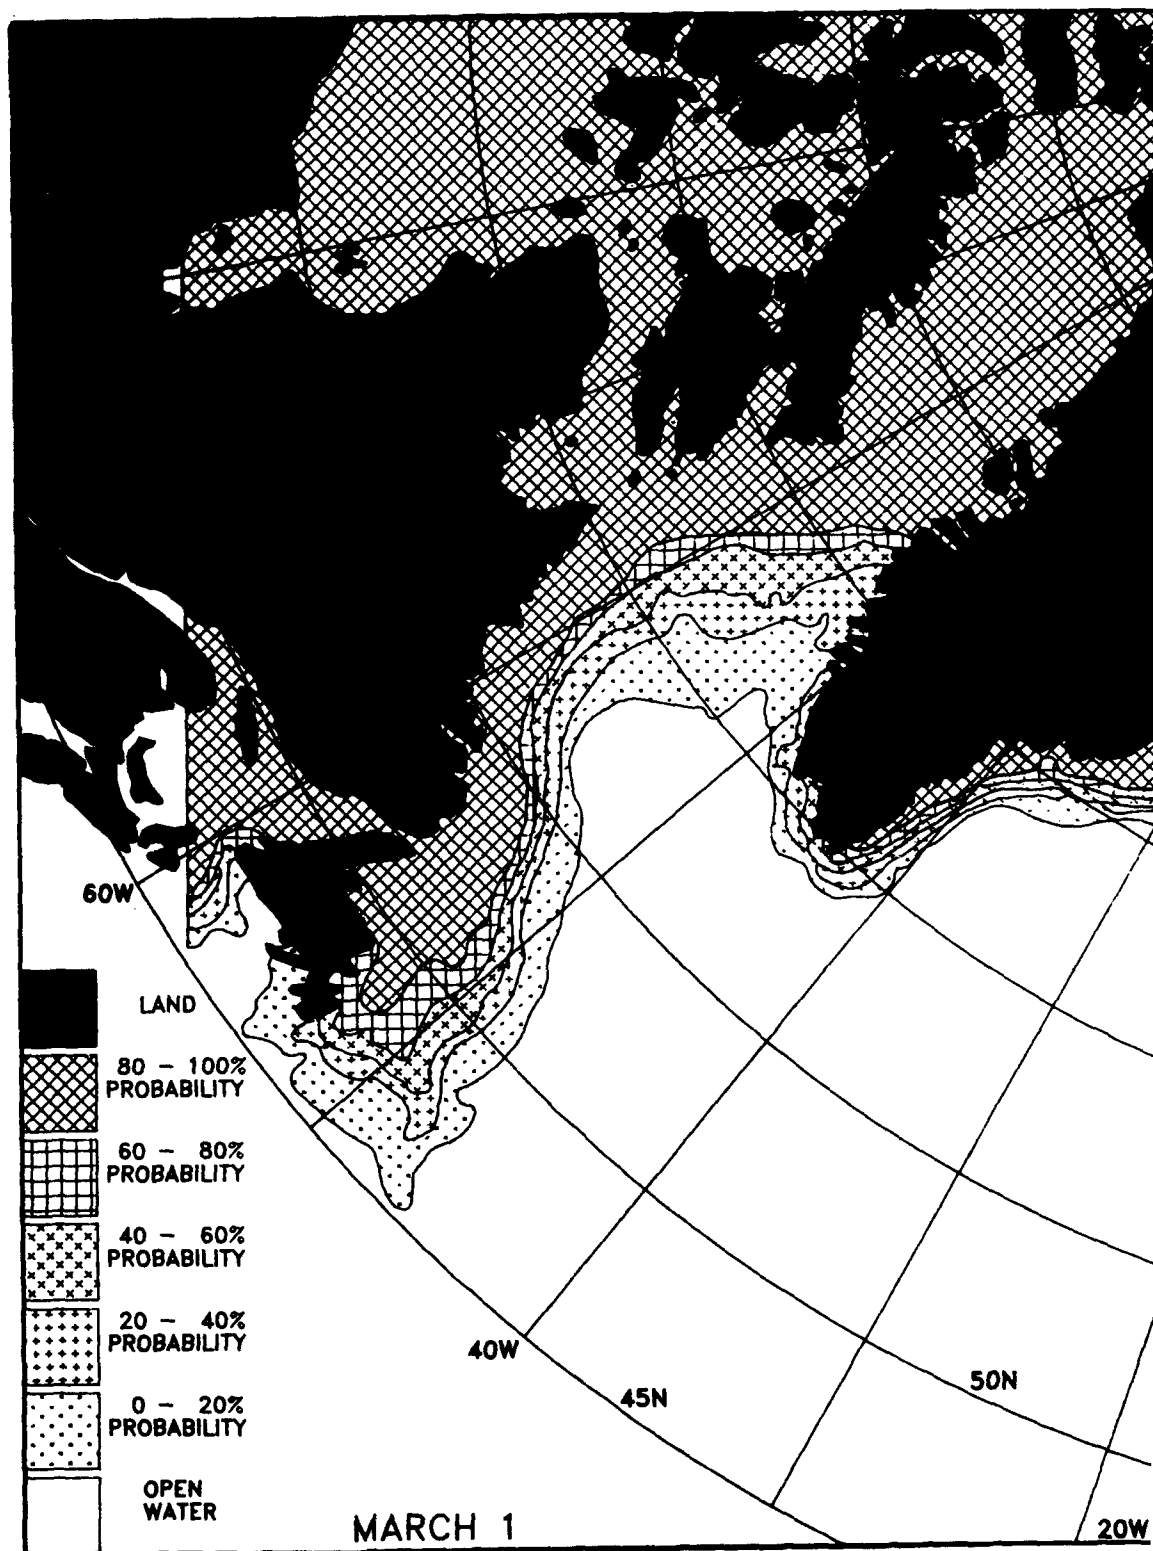 60W
LAND
80 - 100%
PROBABILITY
60 - 80%
PROBABILITY
40 - 60%
PROBABILITY
20 - 40%
PROBABILITY
0 - 20%
PROBABILITY
OPEN
WATER
40W
45N
50N
20W
MARCH 1